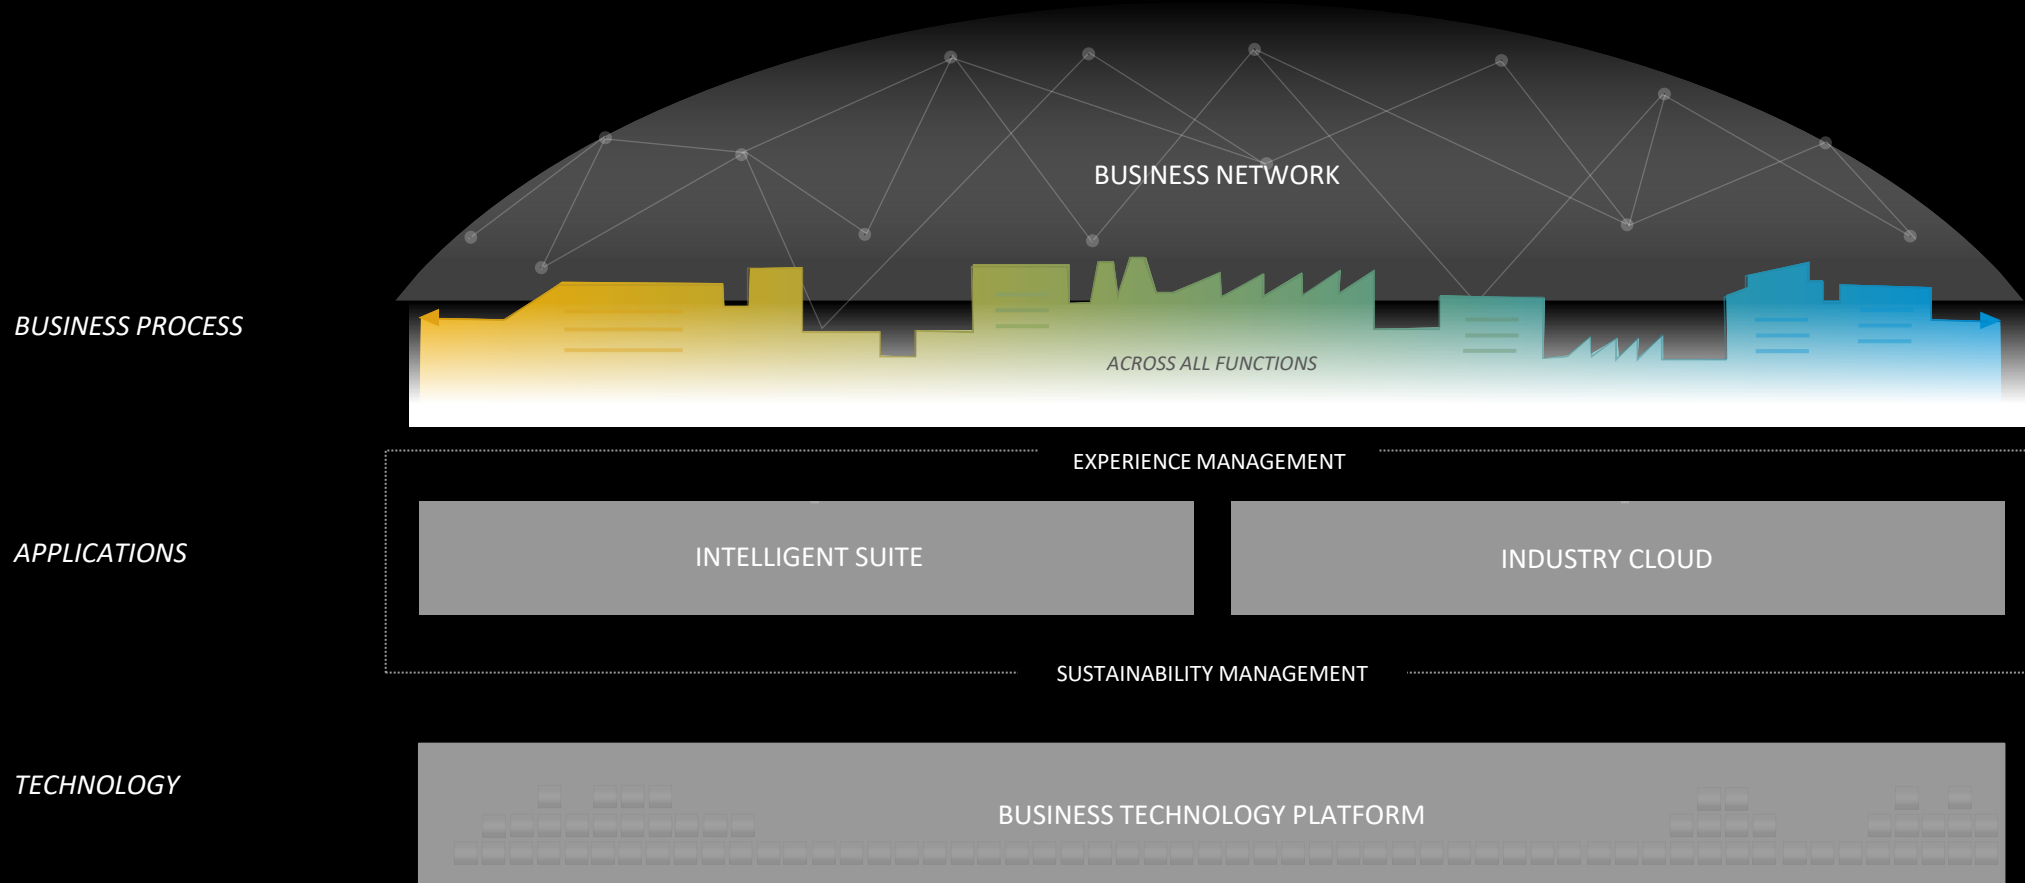 BUSINESS NETWORK
BUSINESS PROCESS
ACROSS ALL FUNCTIONS
EXPERIENCE MANAGEMENT
APPLICATIONS
INTELLIGENT SUITE
INDUSTRY CLOUD
SUSTAINABILITY MANAGEMENT
TECHNOLOGY
BUSINESS TECHNOLOGY PLATFORM